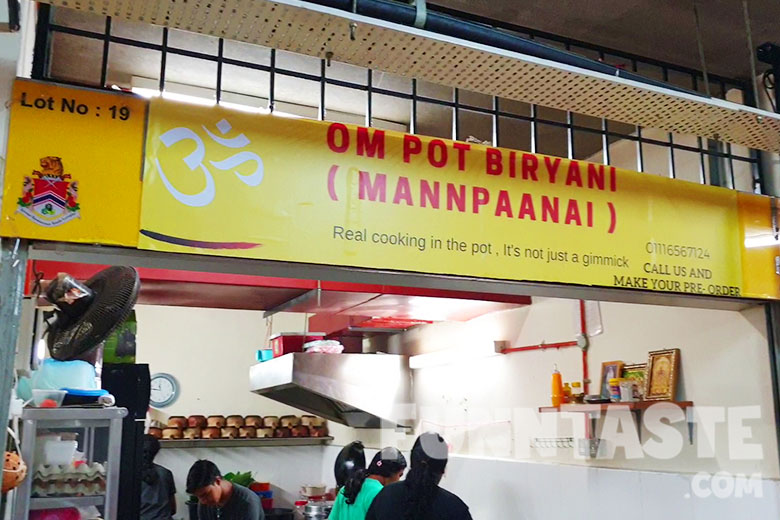 Lot No : 19
ॐ
OM POT BIRYANI
( MANNPAANAI )
Real cooking in the pot , It's not just a gimmick
01116567124
CALL US AND
MAKE YOUR PRE- ORDER
FUNNTASTE
.COM